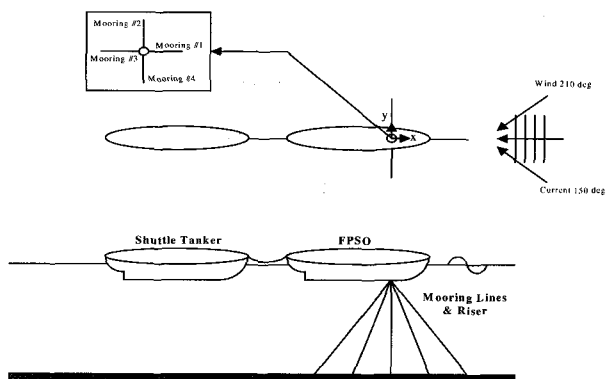 Mooring #2
Mooring #1
Mooring #3
Mooring #4
Wind 210 deg
y
x
Current 150 deg
Shuttle Tanker
FPSO
Mooring Lines
& Riser